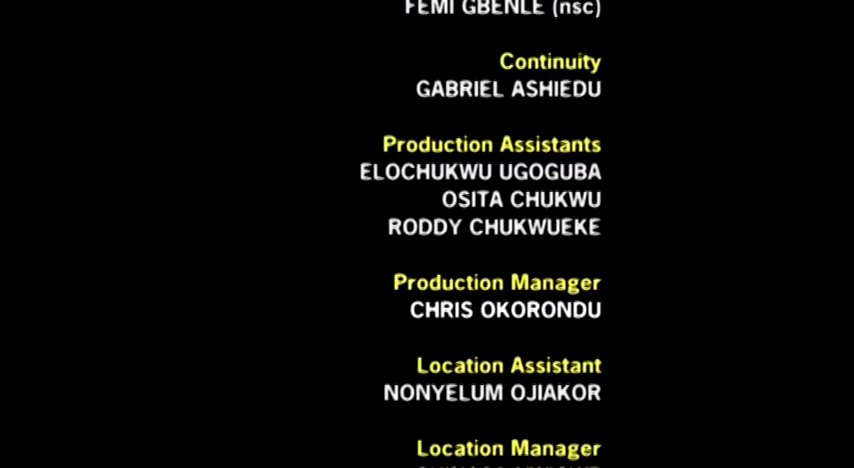 FEMI GBENLE (nsc)
Continuity
GABRIEL ASHIEDU
Production Assistants
ELOCHUKWU UGOGUBA
OSITA CHUKWU
RODDY CHUKWUEKE
Production Manager
CHRIS OKORONDU
Location Assistant
NONYELUM OJIAKOR
Location Manager